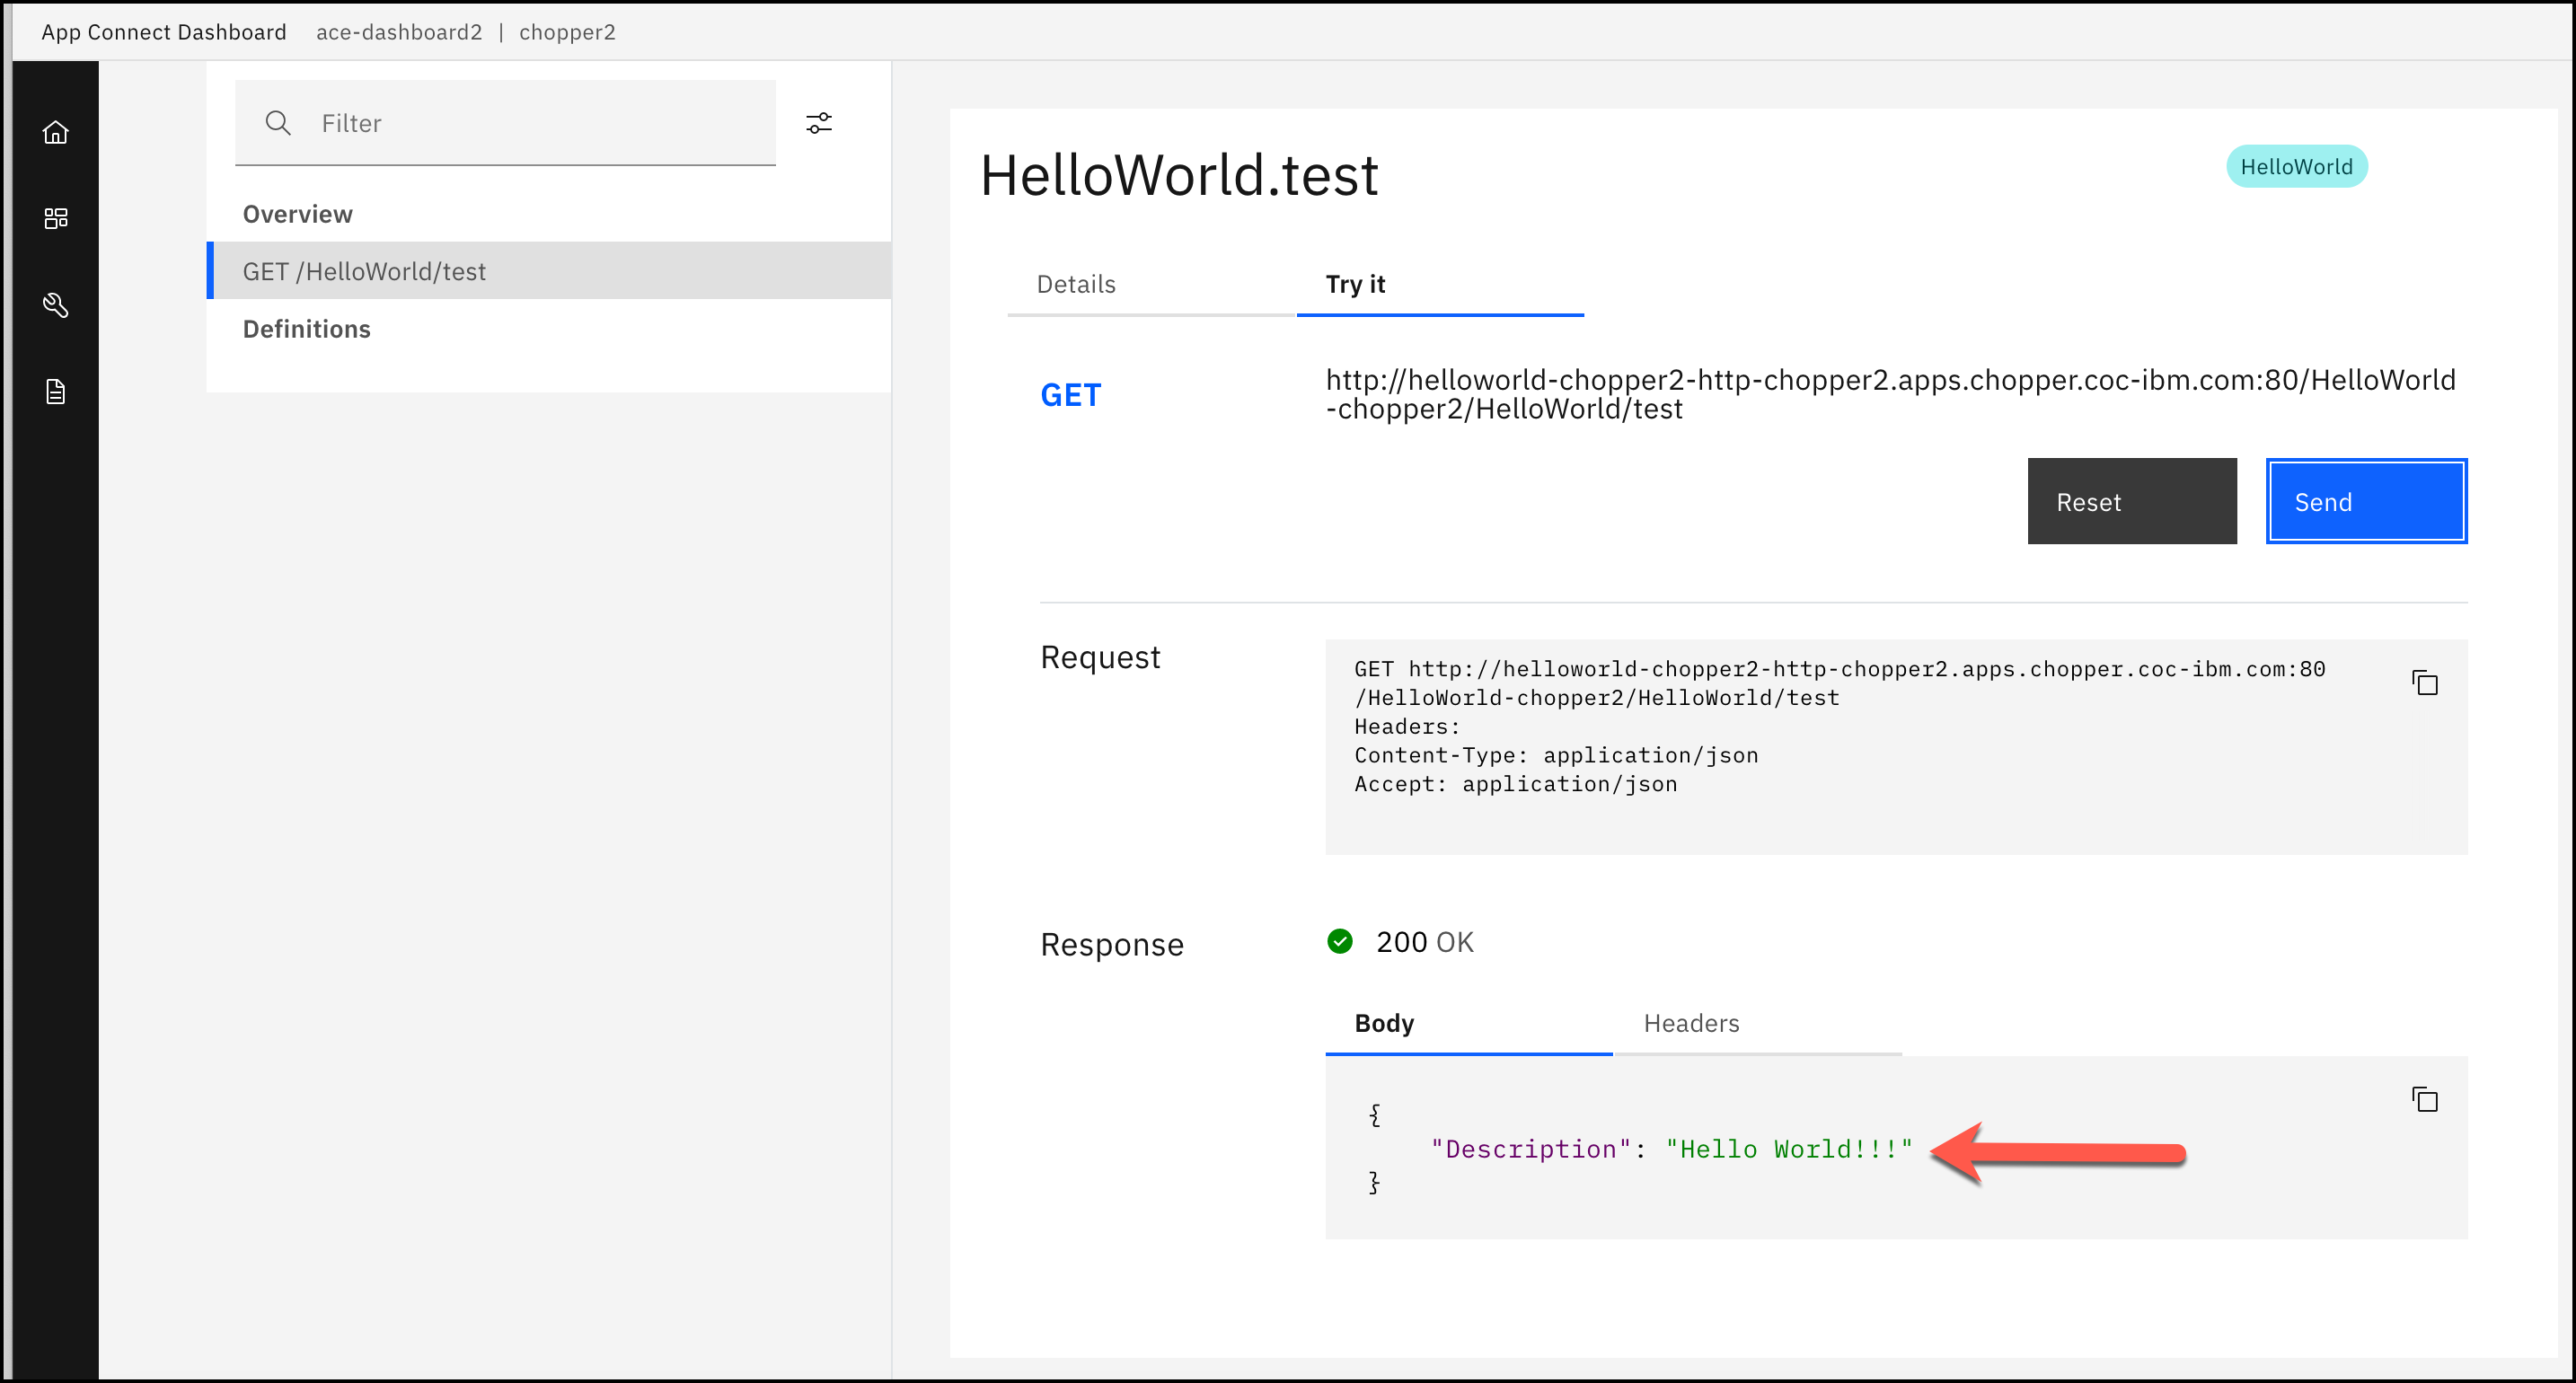 App Connect Dashboard ace-dashboard2 | chopper2
Filter
Overview
GET /HelloWorld/test
Definitions
HelloWorld.test
HelloWorld
Details
Try it
GET
http://helloworld-chopper2-http-chopper2.apps.chopper.coc-ibm.com:80/HelloWorld
-chopper2/HelloWorld/test
Reset
Send
Request
GET http://helloworld-chopper2-http-chopper2.apps.chopper.coc-ibm.com:80
/HelloWorld-chopper2/HelloWorld/test
Headers:
Content-Type: application/json
Accept: application/json
Response
200 OK
Body
Headers
{
"Description": "Hello World!!!"
}